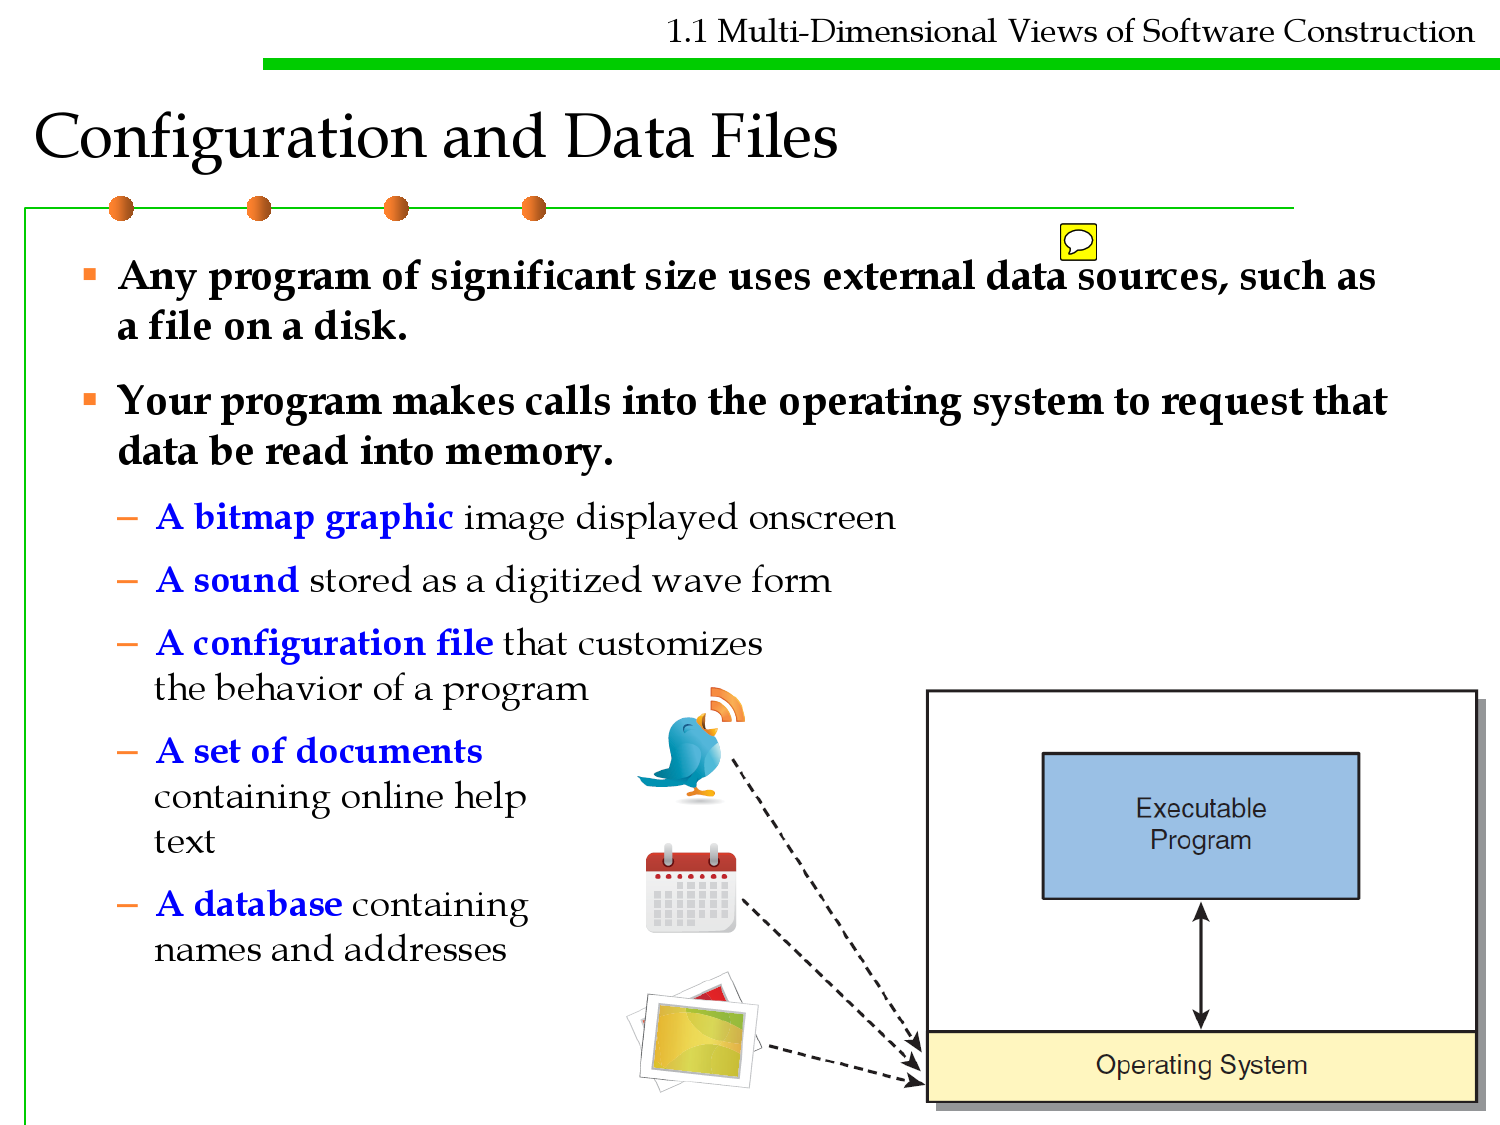 1.1 Multi-Dimensional Views of Software Construction
Configuration and Data Files
▪ Any program of significant size uses external data sources, such as
a file on a disk.
▪ Your program makes calls into the operating system to request that
data be read into memory.
– A bitmap graphic image displayed onscreen
– A sound stored as a digitized wave form
– A configuration file that customizes
the behavior of a program
– A set of documents
containing online help
text
– A database containing
names and addresses
Executable
Program
Operating System